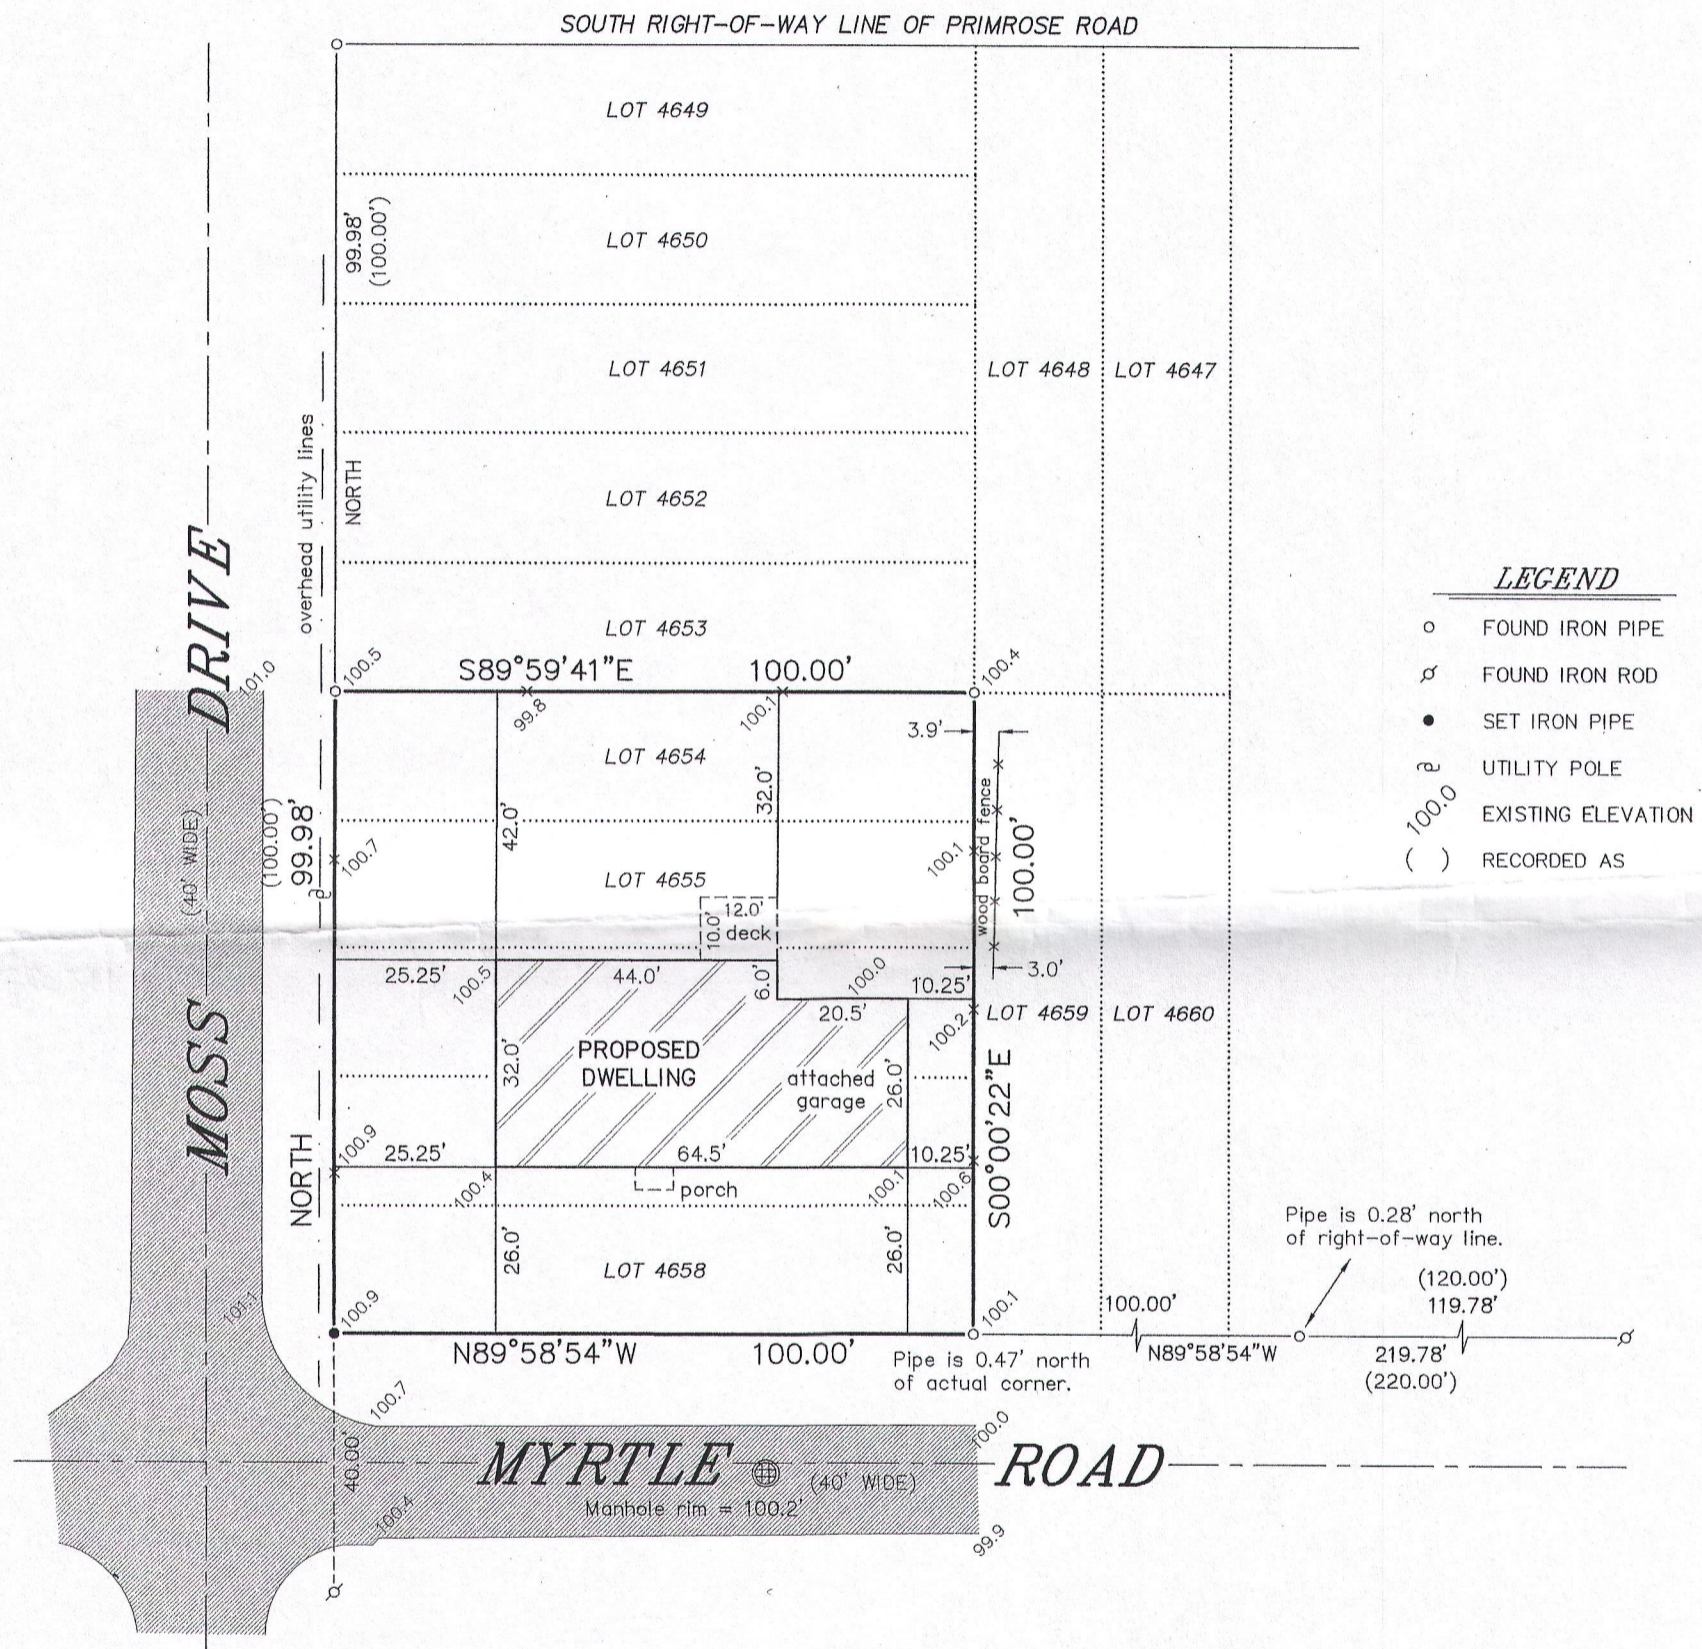 SOUTH RIGHT-OF-WAY LINE OF PRIMROSE ROAD
LOT 4649
99.98'
(100.00')
LOT 4650
LOT 4651
LOT 4648
LOT 4647
overhead utility lines
NORTH
LOT 4652
LOT 4653
LEGEND
FOUND IRON PIPE
FOUND IRON ROD
SET IRON PIPE
UTILITY POLE
100.0 EXISTING ELEVATION
( ) RECORDED AS
MOSS DRIVE
(40' WIDE)
101.0
100.5
S89°59'41"E 100.00'
100.4
99.8
100.1
3.9'
LOT 4654
32.0'
42.0'
(100.00')
99.98'
100.7
wood board fence
100.00'
100.1
LOT 4655
12.0'
10.0'
deck
25.25'
100.5
44.0'
6.0'
100.0
10.25'
3.0'
20.5'
100.2
LOT 4659
LOT 4660
32.0'
PROPOSED
DWELLING
attached
garage
26.0'
S00°00'22"E
NORTH
100.9
25.25'
64.5'
10.25'
100.4
porch
100.1
100.6
26.0'
26.0'
LOT 4658
101.1
100.9
100.1
Pipe is 0.28' north
of right-of-way line.
(120.00')
119.78'
100.00'
N89°58'54"W 100.00'
Pipe is 0.47' north
of actual corner.
N89°58'54"W
219.78'
(220.00')
100.7
100.0
40.00'
MYRTLE ROAD
(40' WIDE)
Manhole rim = 100.2'
100.4
99.9